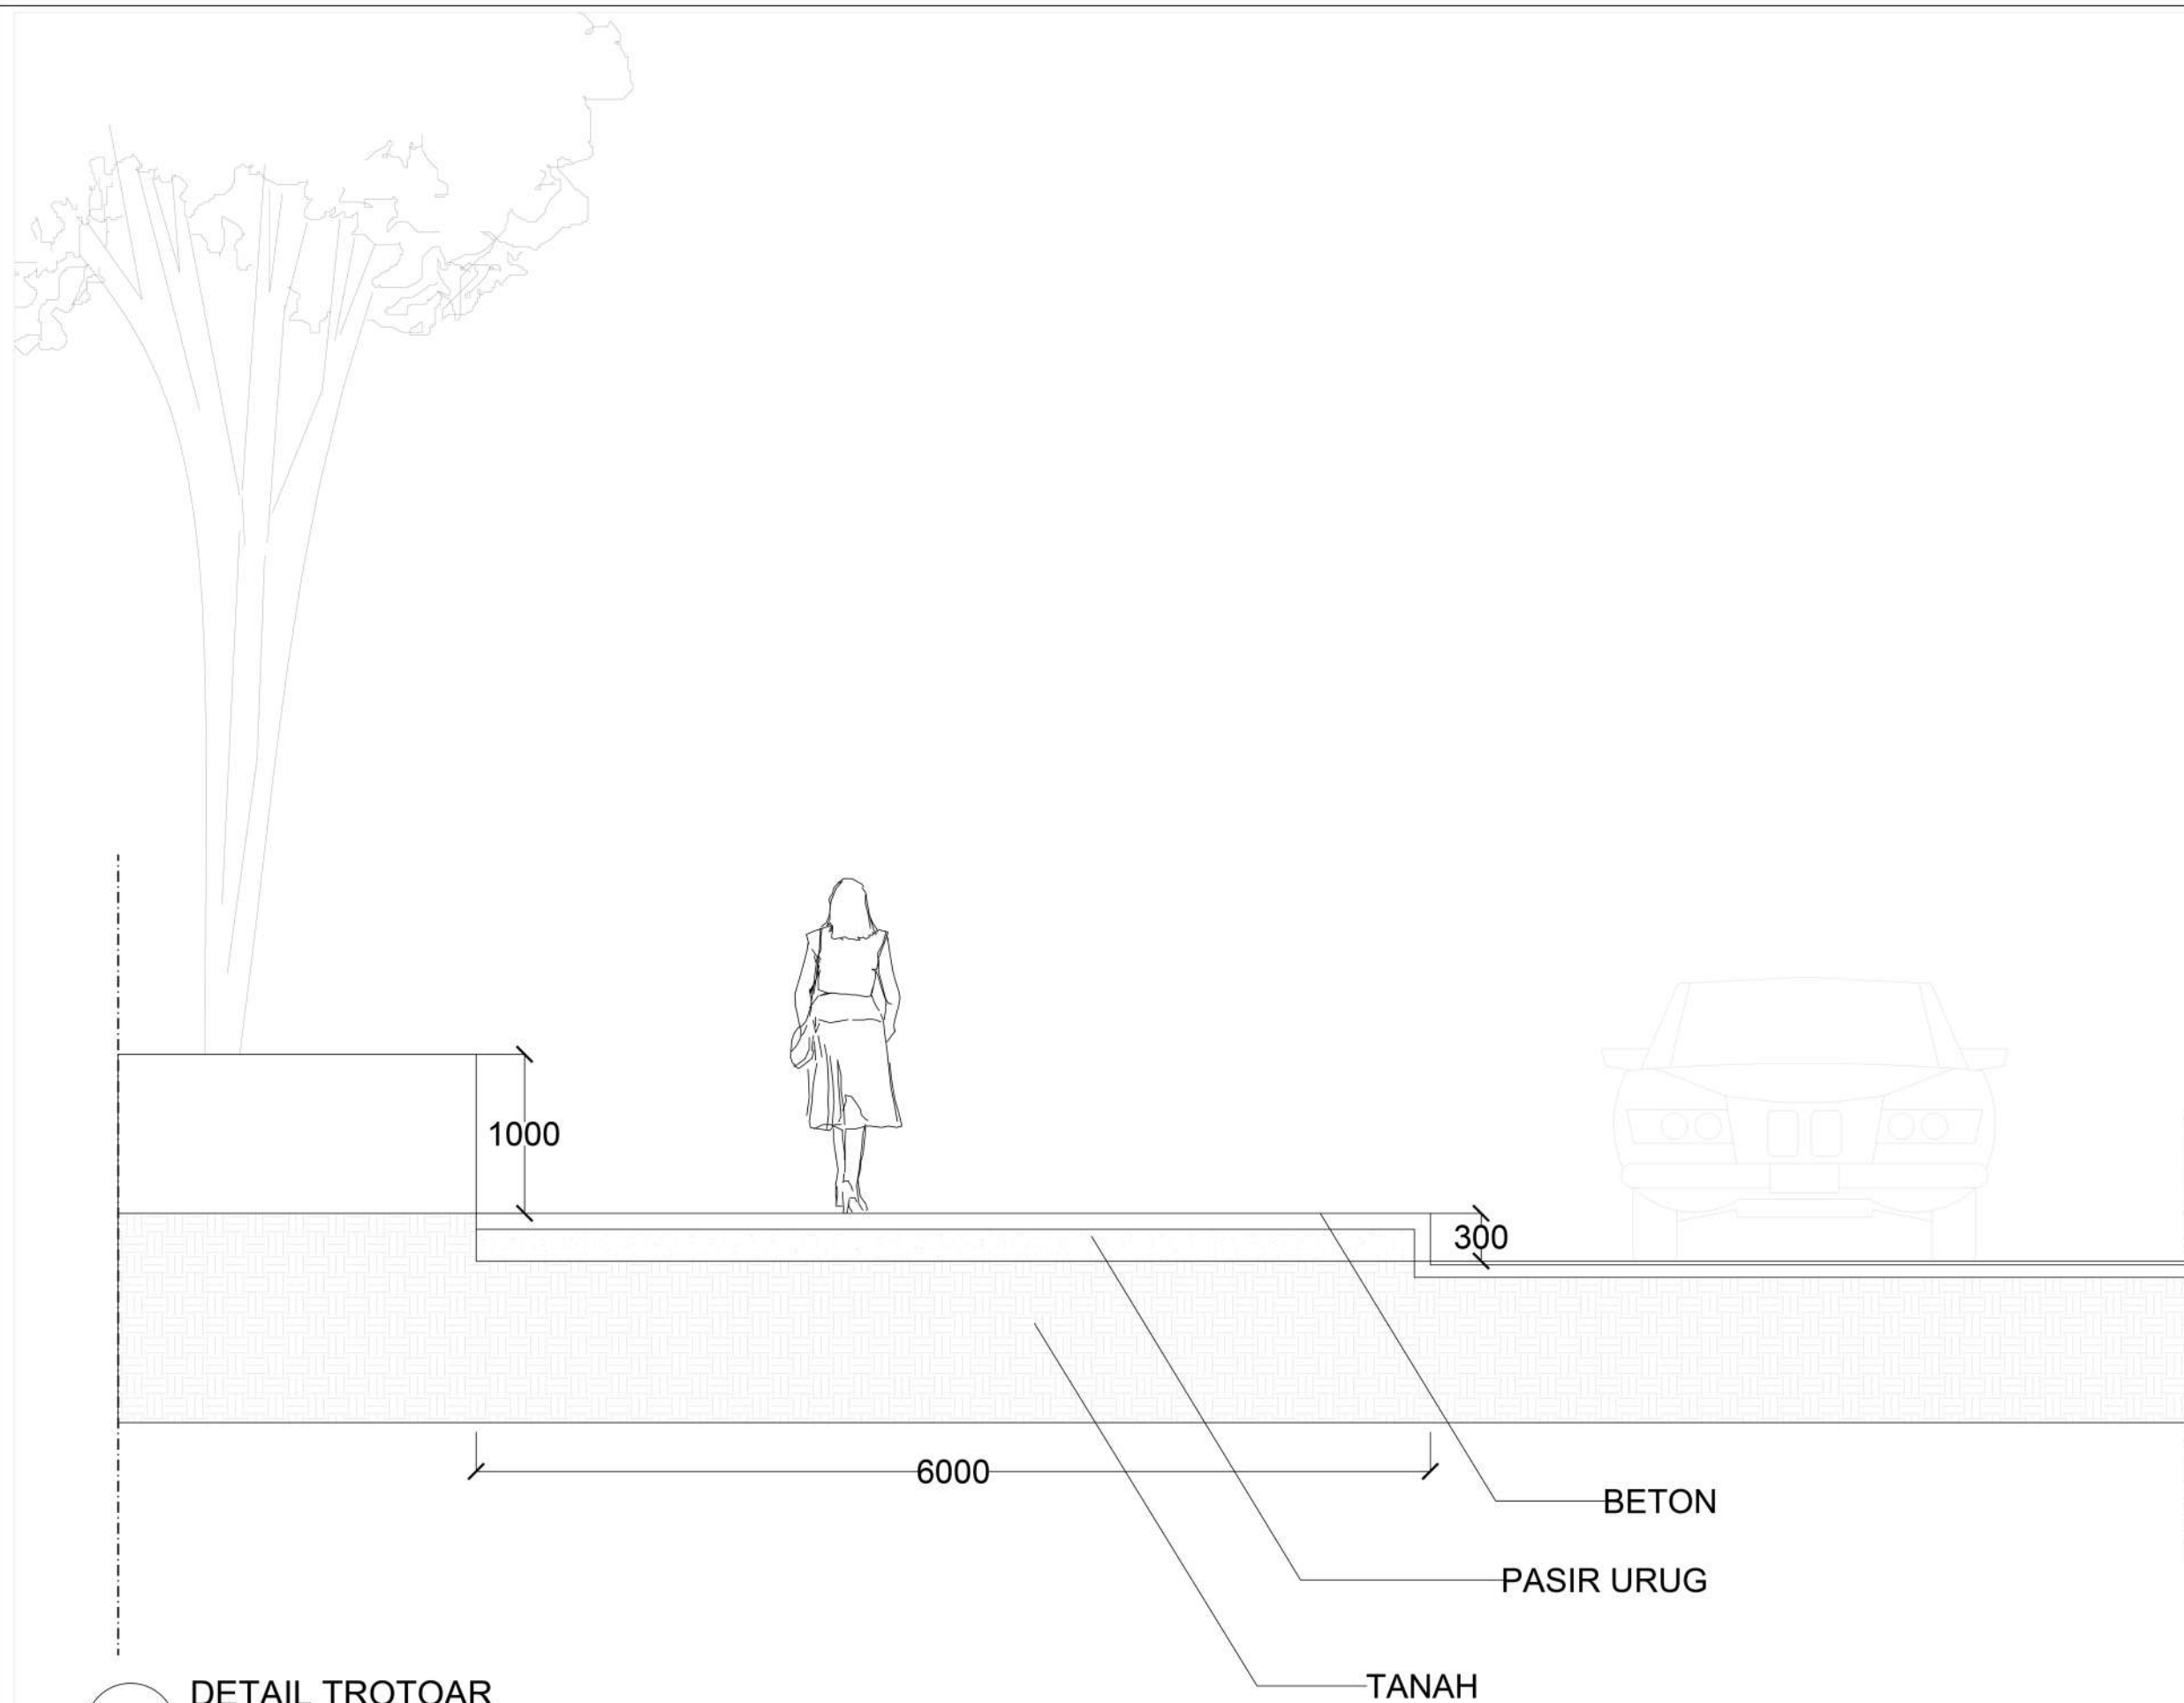 1000
300
6000
BETON
PASIR URUG
TANAH
DETAIL TROTOAR